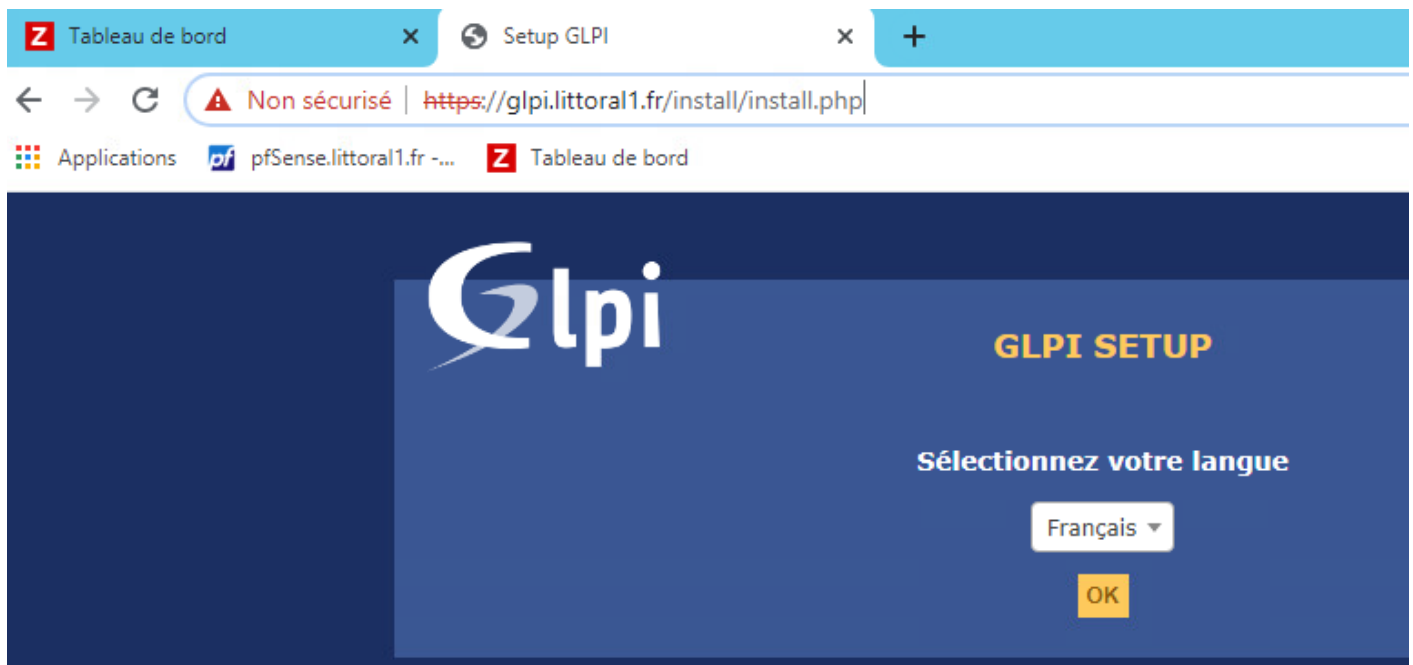 Z Tableau de bord × Setup GLPI × +
Non sécurisé | https://glpi.littoral1.fr/install/install.php
Applications pf pfSense.littoral1.fr -... Z Tableau de bord
Glpi
GLPI SETUP
Sélectionnez votre langue
Français
OK